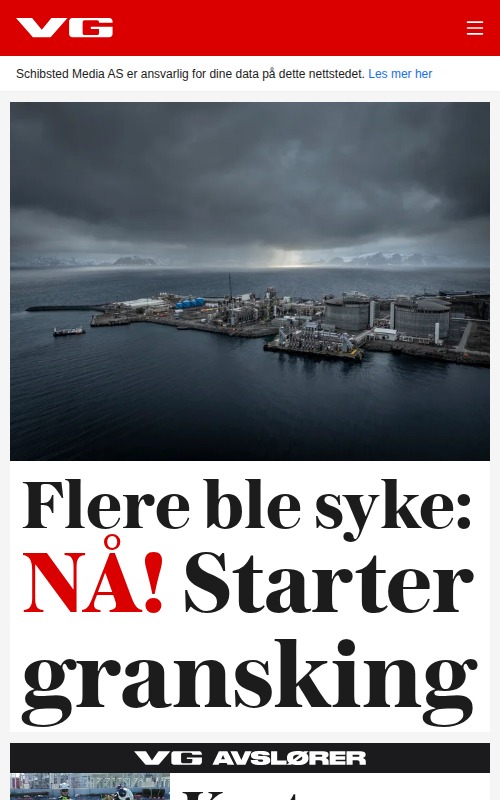 VG
Schibsted Media AS er ansvarlig for dine data på dette nettstedet. Les mer her
Flere ble syke:
NÅ! Starter
gransking
VG AVSLØRER